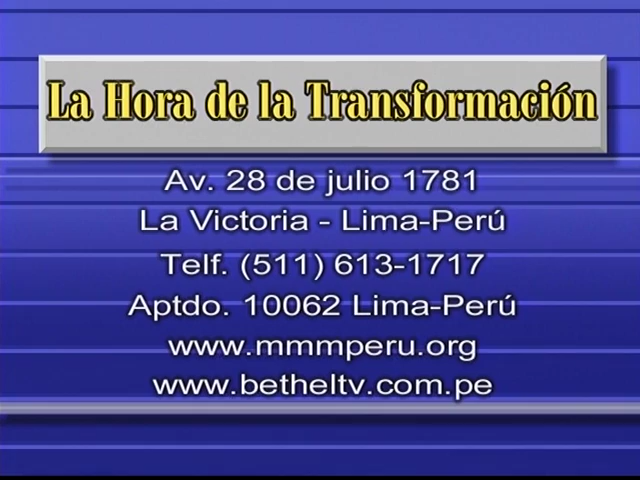 La Hora de la Transformación
Av. 28 de julio 1781
La Victoria - Lima-Perú
Telf. (511) 613-1717
Aptdo. 10062 Lima-Perú
www.mmmperu.org
www.betheltv.com.pe